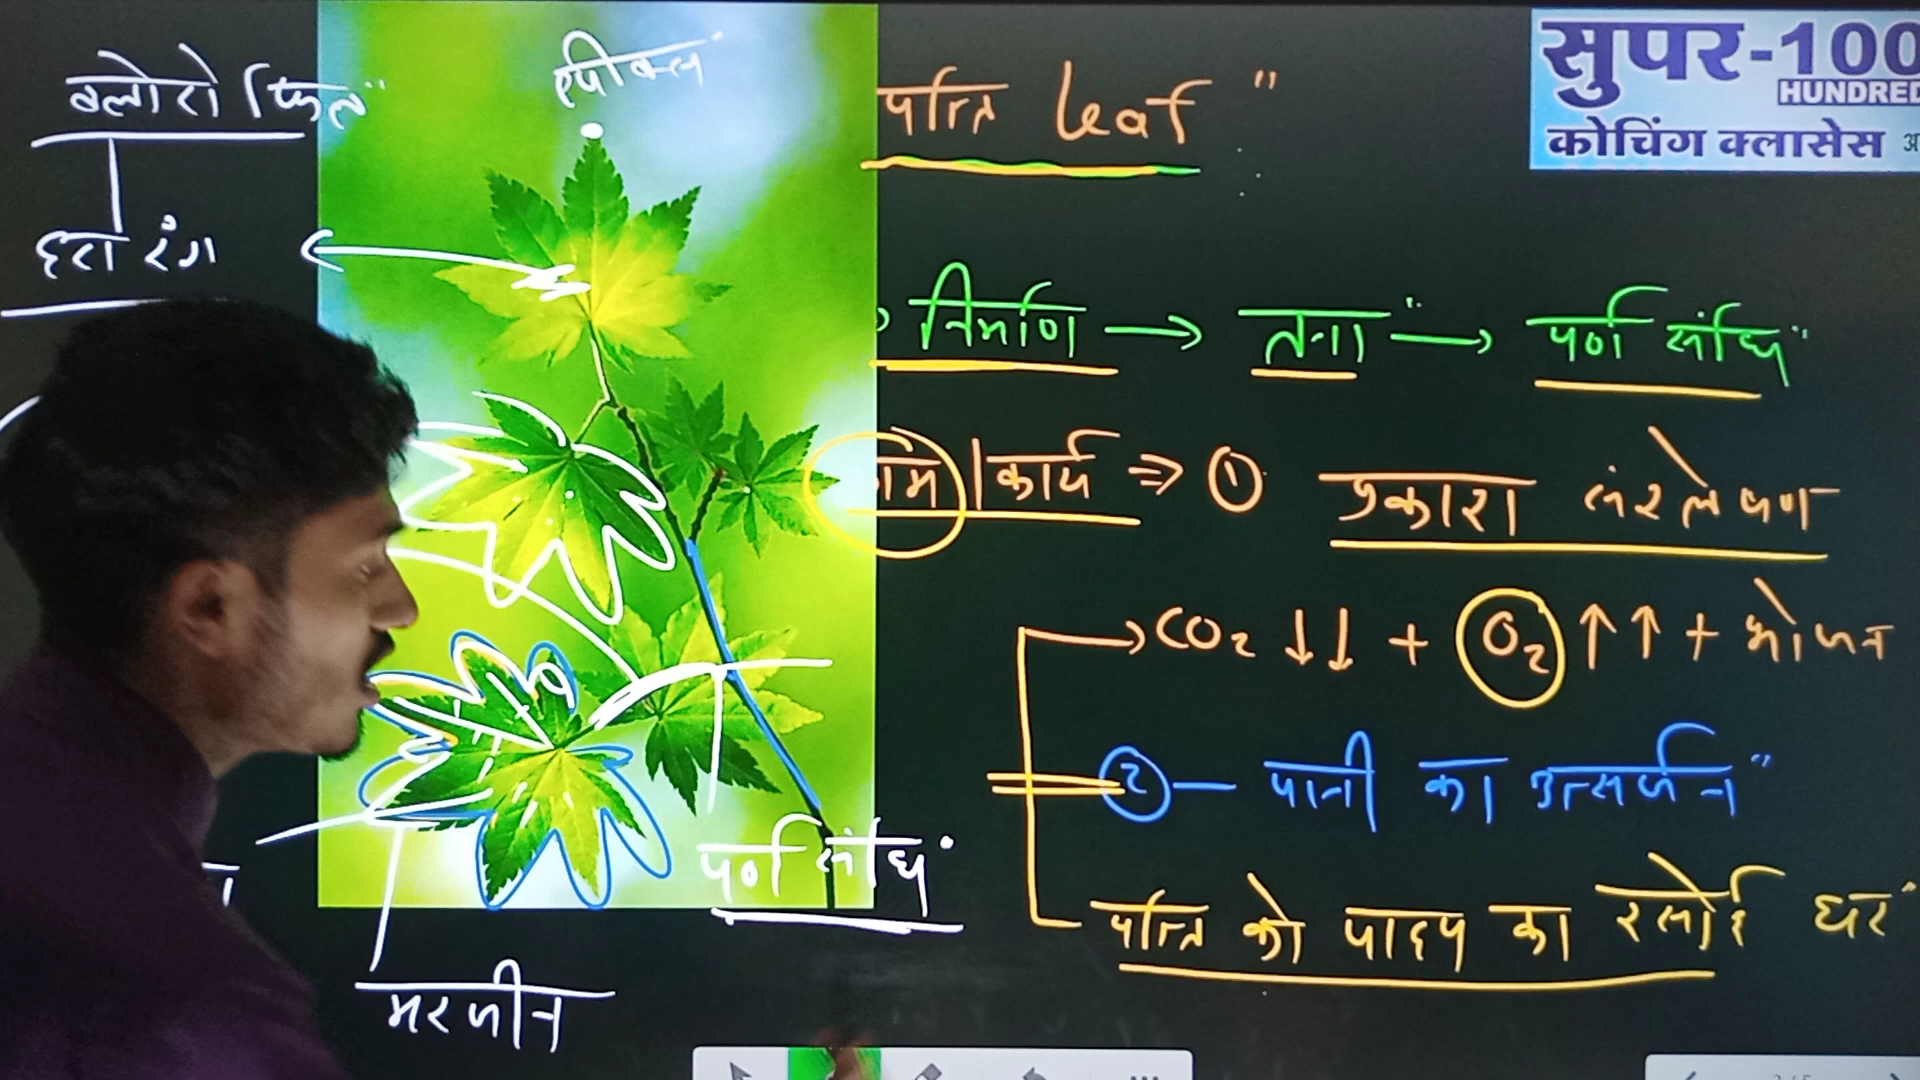 सुपर-100
HUNDRED
कोचिंग क्लासेस
क्लोरो फिल"
एपीक्स"
पत्ति Leaf "
हरा रंग
निर्माण → तना" → पर्ण संधि"
काम | कार्य ⇒ ① प्रकाश संश्लेषण
→ CO₂ ↓↓ + O₂ ↑↑ + भोजन
② — पानी का उत्सर्जन"
पर्ण संधि
पत्ति को पादप का रसोई घर"
मरजीन